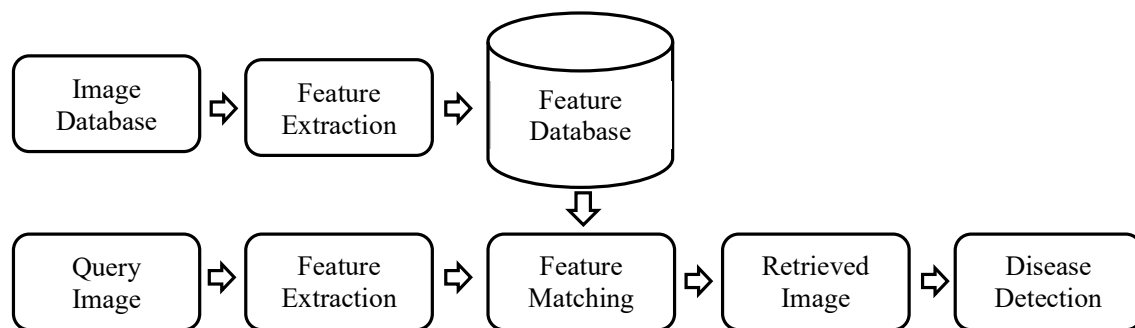 Image
Database
Feature
Extraction
Feature
Database
Query
Image
Feature
Extraction
Feature
Matching
Retrieved
Image
Disease
Detection